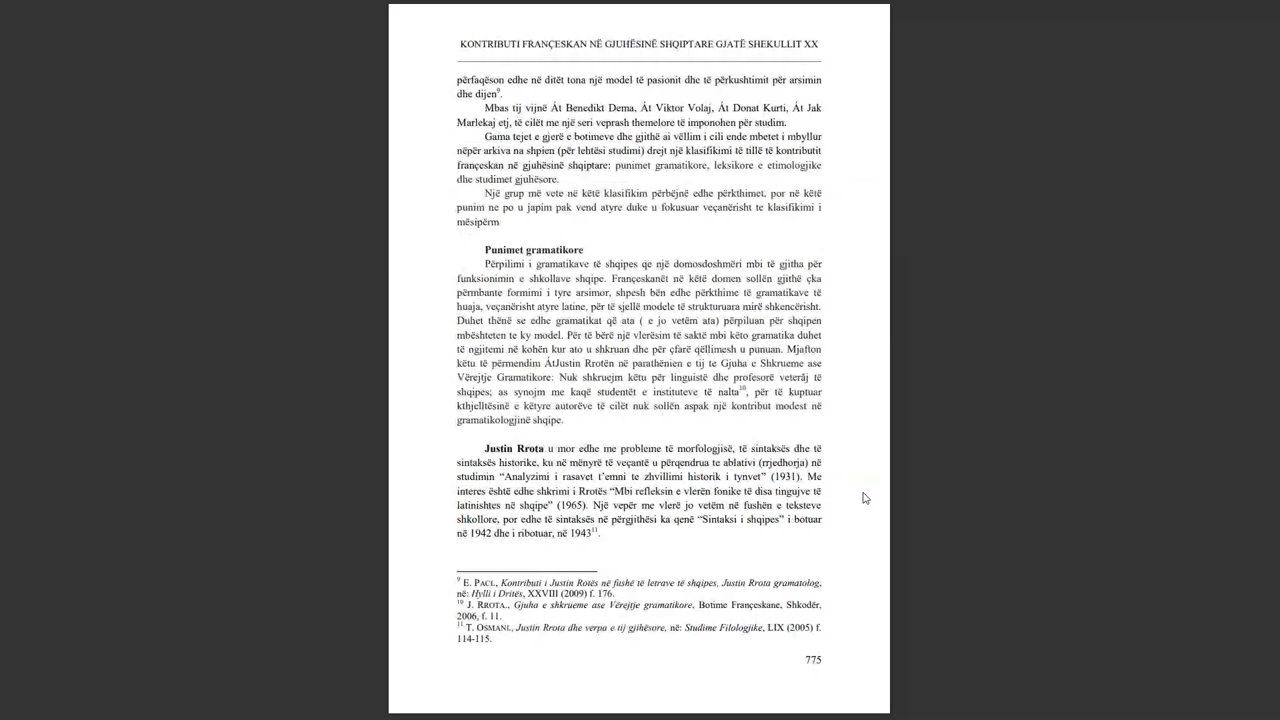 KONTRIBUTI FRANÇESKAN NË GJUHËSINË SHQIPTARE GJATË SHEKULLIT XX
përfaqëson edhe në ditët tona një model të pasionit dhe të përkushtimit për arsimin
dhe dijen9.
Mbas tij vijnë Át Benedikt Dema, Át Viktor Volaj, Át Donat Kurti, Át Jak
Marlekaj etj, të cilët me një seri veprash themelore të imponohen për studim.
Gama tejet e gjerë e botimeve dhe gjithë ai vëllim i cili ende mbetet i mbyllur
nëpër arkiva na shpien (për lehtësi studimi) drejt një klasifikimi të tillë të kontributit
françeskan në gjuhësinë shqiptare: punimet gramatikore, leksikore e etimologjike
dhe studimet gjuhësore.
Një grup më vete në këtë klasifikim përbëjnë edhe përkthimet, por në këtë
punim ne po u japim pak vend atyre duke u fokusuar veçanërisht te klasifikimi i
mësipërm
Punimet gramatikore
Përpilimi i gramatikave të shqipes qe një domosdoshmëri mbi të gjitha për
funksionimin e shkollave shqipe. Françeskanët në këtë domen sollën gjithë çka
përmbante formimi i tyre arsimor, shpesh bën edhe përkthime të gramatikave të
huaja, veçanërisht atyre latine, për të sjellë modele të strukturuara mirë shkencërisht.
Duhet thënë se edhe gramatikat që ata ( e jo vetëm ata) përpiluan për shqipen
mbështeten te ky model. Për të bërë një vlerësim të saktë mbi këto gramatika duhet
të ngjitemi në kohën kur ato u shkruan dhe për çfarë qëllimesh u punuan. Mjafton
këtu të përmendim ÁtJustin Rrotën në parathënien e tij te Gjuha e Shkrueme ase
Vërejtje Gramatikore: Nuk shkruejm këtu për linguistë dhe profesorë veterâj të
shqipes; as synojm me kaqë studentët e instituteve të nalta10, për të kuptuar
kthjelltësinë e këtyre autorëve të cilët nuk sollën aspak një kontribut modest në
gramatikologjinë shqipe.
Justin Rrota u mor edhe me probleme të morfologjisë, të sintaksës dhe të
sintaksës historike, ku në mënyrë të veçantë u përqendrua te ablativi (rrjedhorja) në
studimin “Analyzimi i rasavet t’emni te zhvillimi historik i tynvet” (1931). Me
interes është edhe shkrimi i Rrotës “Mbi refleksin e vlerën fonike të disa tingujve të
latinishtes në shqipe” (1965). Një vepër me vlerë jo vetëm në fushën e teksteve
shkollore, por edhe të sintaksës në përgjithësi ka qenë “Sintaksi i shqipes” i botuar
në 1942 dhe i ribotuar, në 194311.
9 E. PACI, Kontributi i Justin Rotës në fushë të letrave të shqipes, Justin Rrota gramatolog,
në: Hylli i Dritës, XXVIII (2009) f. 176.
10 J. RROTA., Gjuha e shkrueme ase Vërejtje gramatikore, Botime Françeskane, Shkodër,
2006, f. 11.
11 T. OSMANI, Justin Rrota dhe verpa e tij gjihësore, në: Studime Filologjike, LIX (2005) f.
114-115.
775